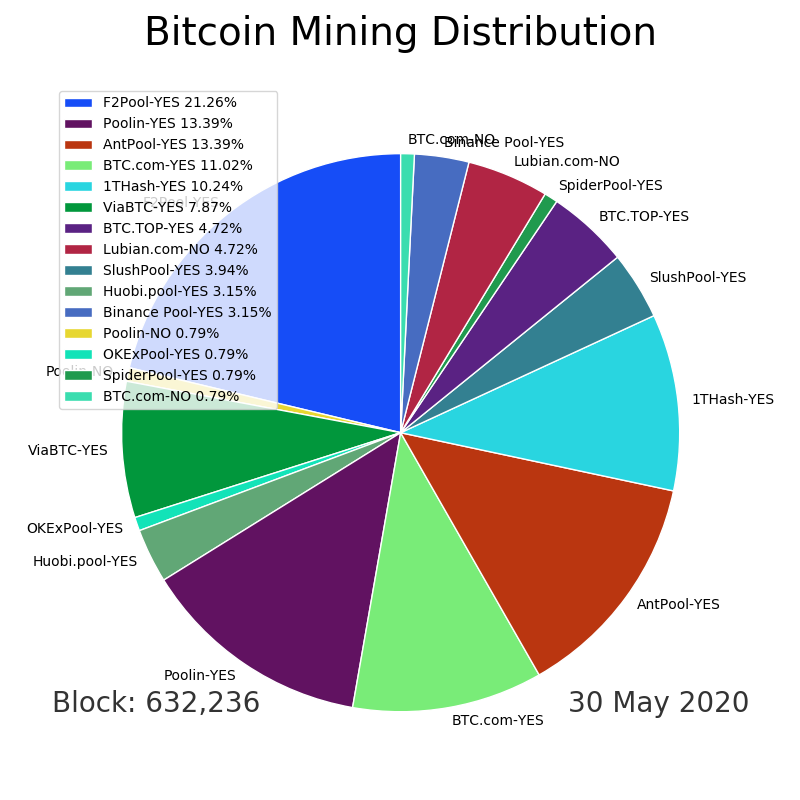 Bitcoin Mining Distribution
F2Pool-YES 21.26%
Poolin-YES 13.39%
AntPool-YES 13.39%
BTC.com-YES 11.02%
1THash-YES 10.24%
ViaBTC-YES 7.87%
BTC.TOP-YES 4.72%
Lubian.com-NO 4.72%
SlushPool-YES 3.94%
Huobi.pool-YES 3.15%
Binance Pool-YES 3.15%
Poolin-NO 0.79%
OKExPool-YES 0.79%
SpiderPool-YES 0.79%
BTC.com-NO 0.79%
BTC.com-NO
Binance Pool-YES
Lubian.com-NO
SpiderPool-YES
BTC.TOP-YES
SlushPool-YES
1THash-YES
AntPool-YES
BTC.com-YES
Poolin-YES
Huobi.pool-YES
OKExPool-YES
ViaBTC-YES
Poolin-NO
F2Pool-YES
Block: 632,236
30 May 2020